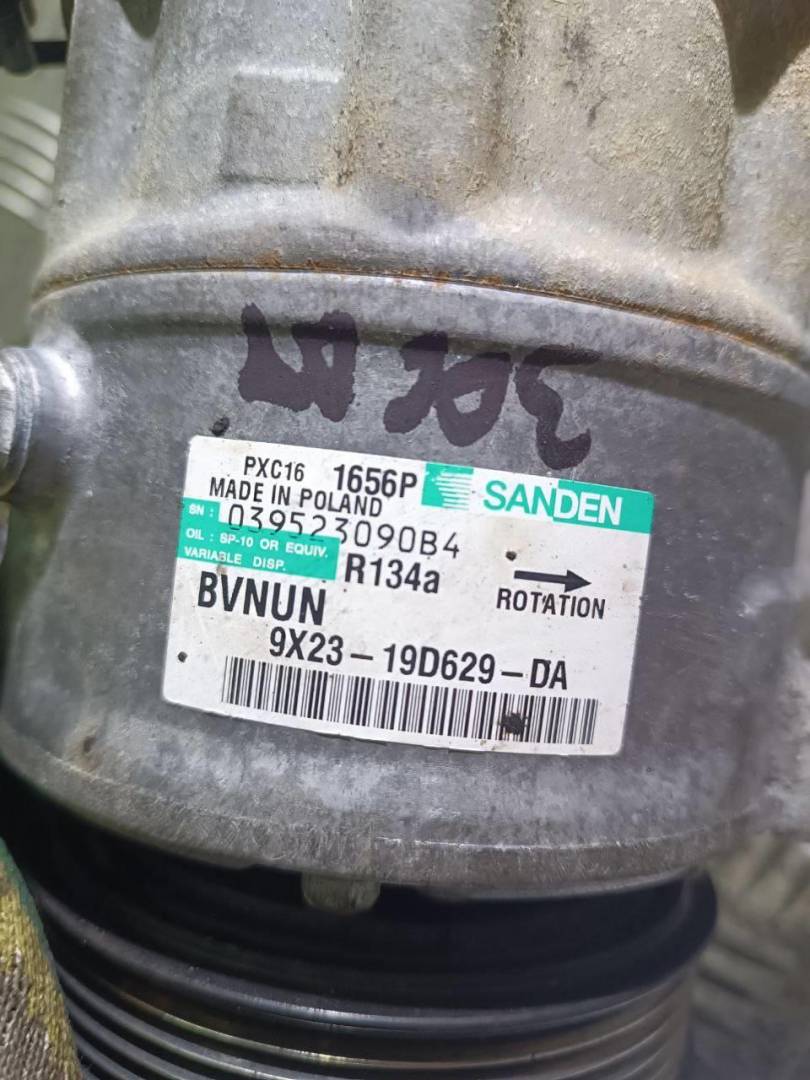 PXC16 1656P SANDEN
MADE IN POLAND
SN : 039523090B4
OIL : SP-10 OR EQUIV.
VARIABLE DISP.
R134a
ROTATION
BVNUN
9X23-19D629-DA